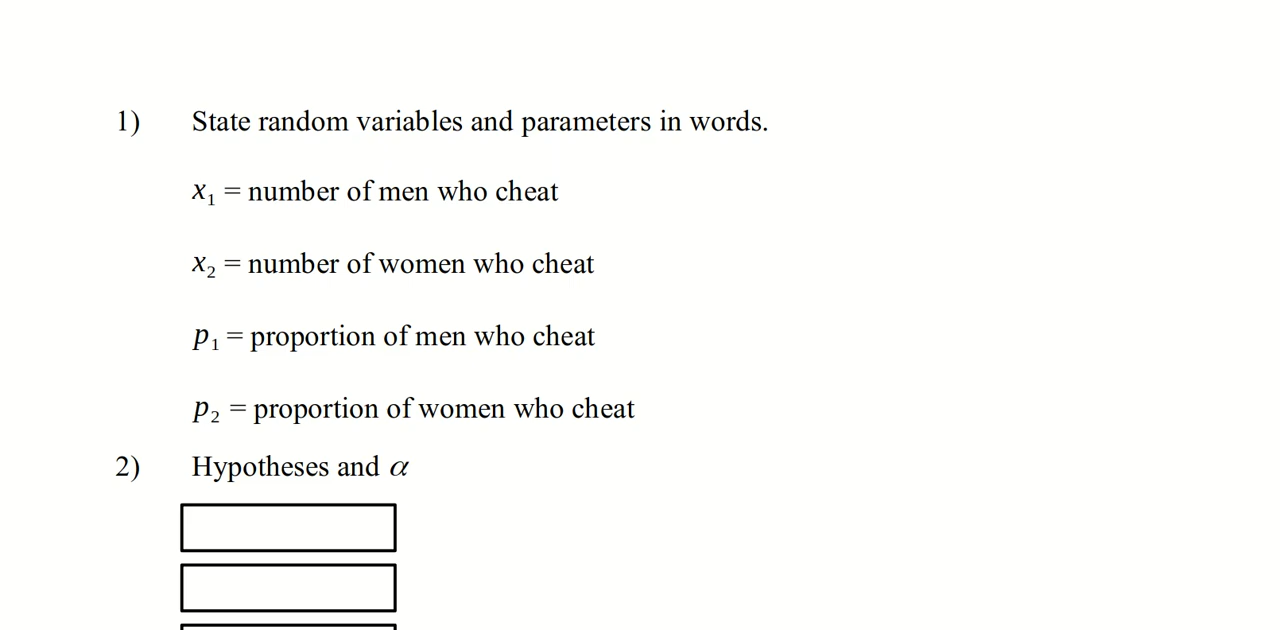 1) State random variables and parameters in words.
x₁ = number of men who cheat
x₂ = number of women who cheat
p₁ = proportion of men who cheat
p₂ = proportion of women who cheat
2) Hypotheses and α